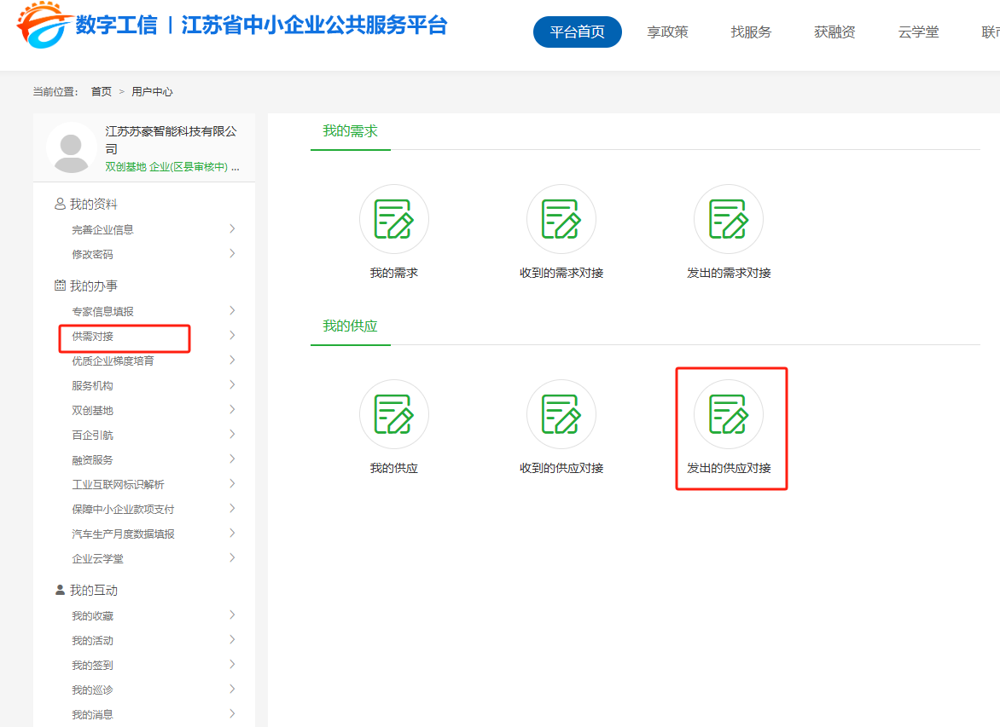 数字工信 | 江苏省中小企业公共服务平台
平台首页 享政策 找服务 获融资 云学堂
当前位置： 首页 > 用户中心
江苏苏豪智能科技有限公
司
双创基地 企业(区县审核中) ...
我的资料
完善企业信息
修改密码
我的办事
专家信息填报
供需对接
优质企业梯度培育
服务机构
双创基地
百企引航
融资服务
工业互联网标识解析
保障中小企业款项支付
汽车生产月度数据填报
企业云学堂
我的互动
我的收藏
我的活动
我的签到
我的巡诊
我的消息
我的需求
我的需求 收到的需求对接 发出的需求对接
我的供应
我的供应 收到的供应对接 发出的供应对接